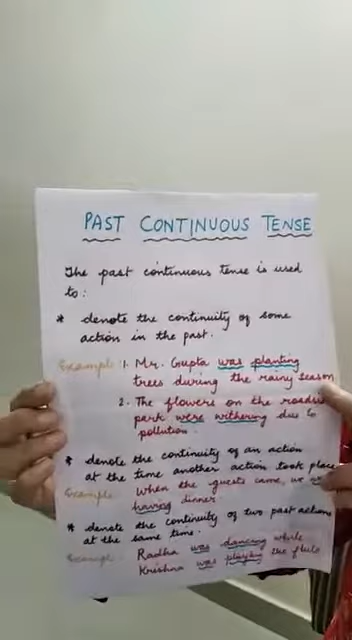 PAST CONTINUOUS TENSE
The past continuous tense is used
to:
* denote the continuity of some
action in the past.
Example: 1. Mr. Gupta was planting
trees during the rainy season
2. The flowers on the roadside
park were withering due to
pollution.
* denote the continuity of an action
at the time another action took place
Example When the guests came, we
having dinner
* denote the continuity of two past actions
at the same time.
Example: Radha was dancing while
Krishna was playing the flute